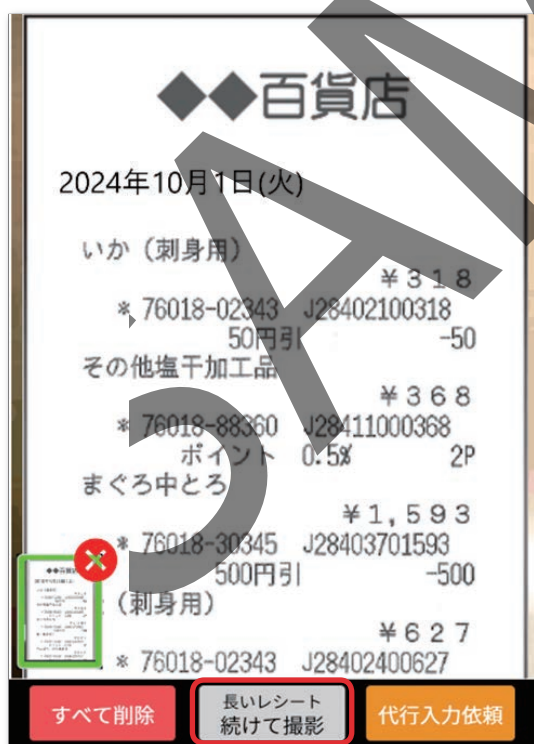 ◆◆百貨店
2024年10月1日(火)
いか（刺身用）
¥318
* 76018-02343 J28402100318
50円引 -50
その他塩干加工品
¥368
* 76018-88360 J28411000368
ポイント 0.5% 2P
まぐろ中とろ
¥1,593
* 76018-30345 J28403701593
500円引 -500
（刺身用）
¥627
* 76018-02343 J28402400627
すべて削除
長いレシート
続けて撮影
代行入力依頼